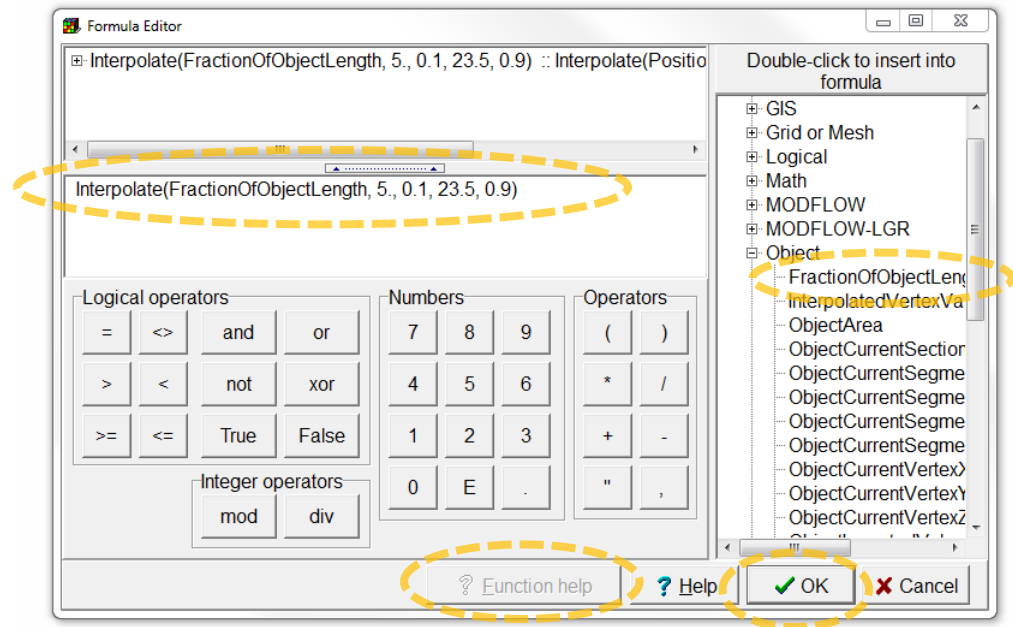 Formula Editor
Interpolate(FractionOfObjectLength, 5., 0.1, 23.5, 0.9) :: Interpolate(Positio
Interpolate(FractionOfObjectLength, 5., 0.1, 23.5, 0.9)
Logical operators
= <> and or
> < not xor
>= <= True False
Integer operators
mod div
Numbers
7 8 9
4 5 6
1 2 3
0 E .
Operators
( )
* /
+ -
" ,
Double-click to insert into
formula
GIS
Grid or Mesh
Logical
Math
MODFLOW
MODFLOW-LGR
Object
FractionOfObjectLeng
InterpolatedVertexVa
ObjectArea
ObjectCurrentSection
ObjectCurrentSegme
ObjectCurrentSegme
ObjectCurrentSegme
ObjectCurrentSegme
ObjectCurrentVertexX
ObjectCurrentVertexY
ObjectCurrentVertexZ
? Function help
? Help
OK
Cancel